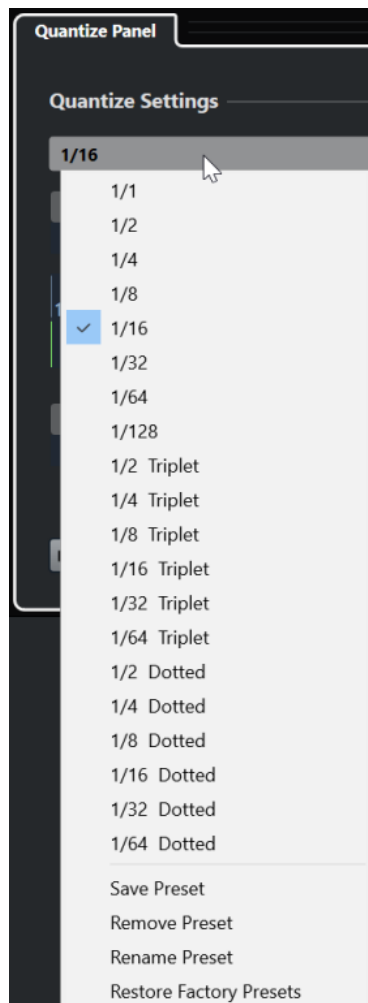 Quantize Panel
Quantize Settings
1/16
1/1
1/2
1/4
1/8
1/16
1/32
1/64
1/128
1/2 Triplet
1/4 Triplet
1/8 Triplet
1/16 Triplet
1/32 Triplet
1/64 Triplet
1/2 Dotted
1/4 Dotted
1/8 Dotted
1/16 Dotted
1/32 Dotted
1/64 Dotted
Save Preset
Remove Preset
Rename Preset
Restore Factory Presets